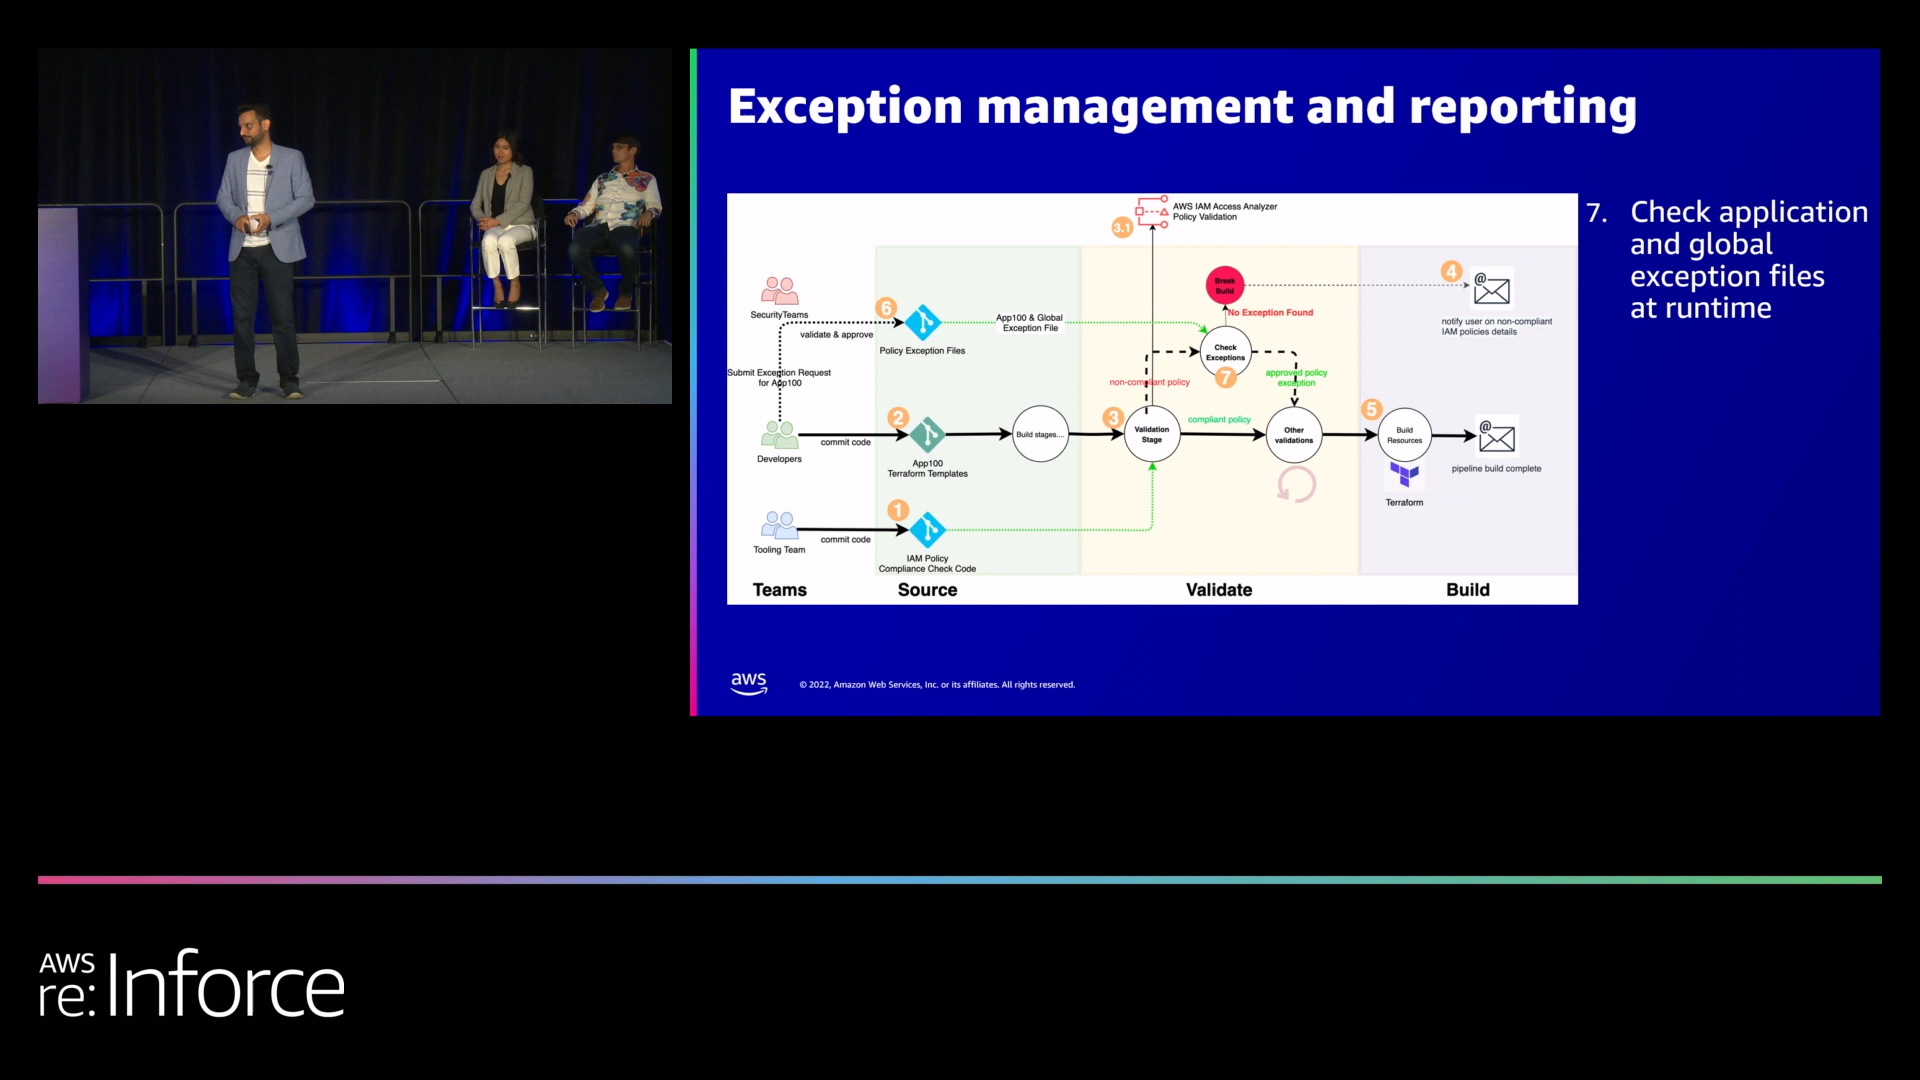 Exception management and reporting
7. Check application
and global
exception files
at runtime
AWS IAM Access Analyzer
Policy Validation
3.1
Break
Build
4
SecurityTeams
6
App100 & Global
Exception File
No Exception Found
notify user on non-compliant
IAM policies details
validate & approve
Policy Exception Files
Check
Exceptions
7
Submit Exception Request
for App100
non-compliant policy
approved policy
exception
2
3
5
commit code
Build stages....
Validation
Stage
compliant policy
Other
validations
Build
Resources
Developers
App100
Terraform Templates
pipeline build complete
Terraform
1
commit code
Tooling Team
IAM Policy
Compliance Check Code
Teams
Source
Validate
Build
aws
© 2022, Amazon Web Services, Inc. or its affiliates. All rights reserved.
AWS
re:Inforce